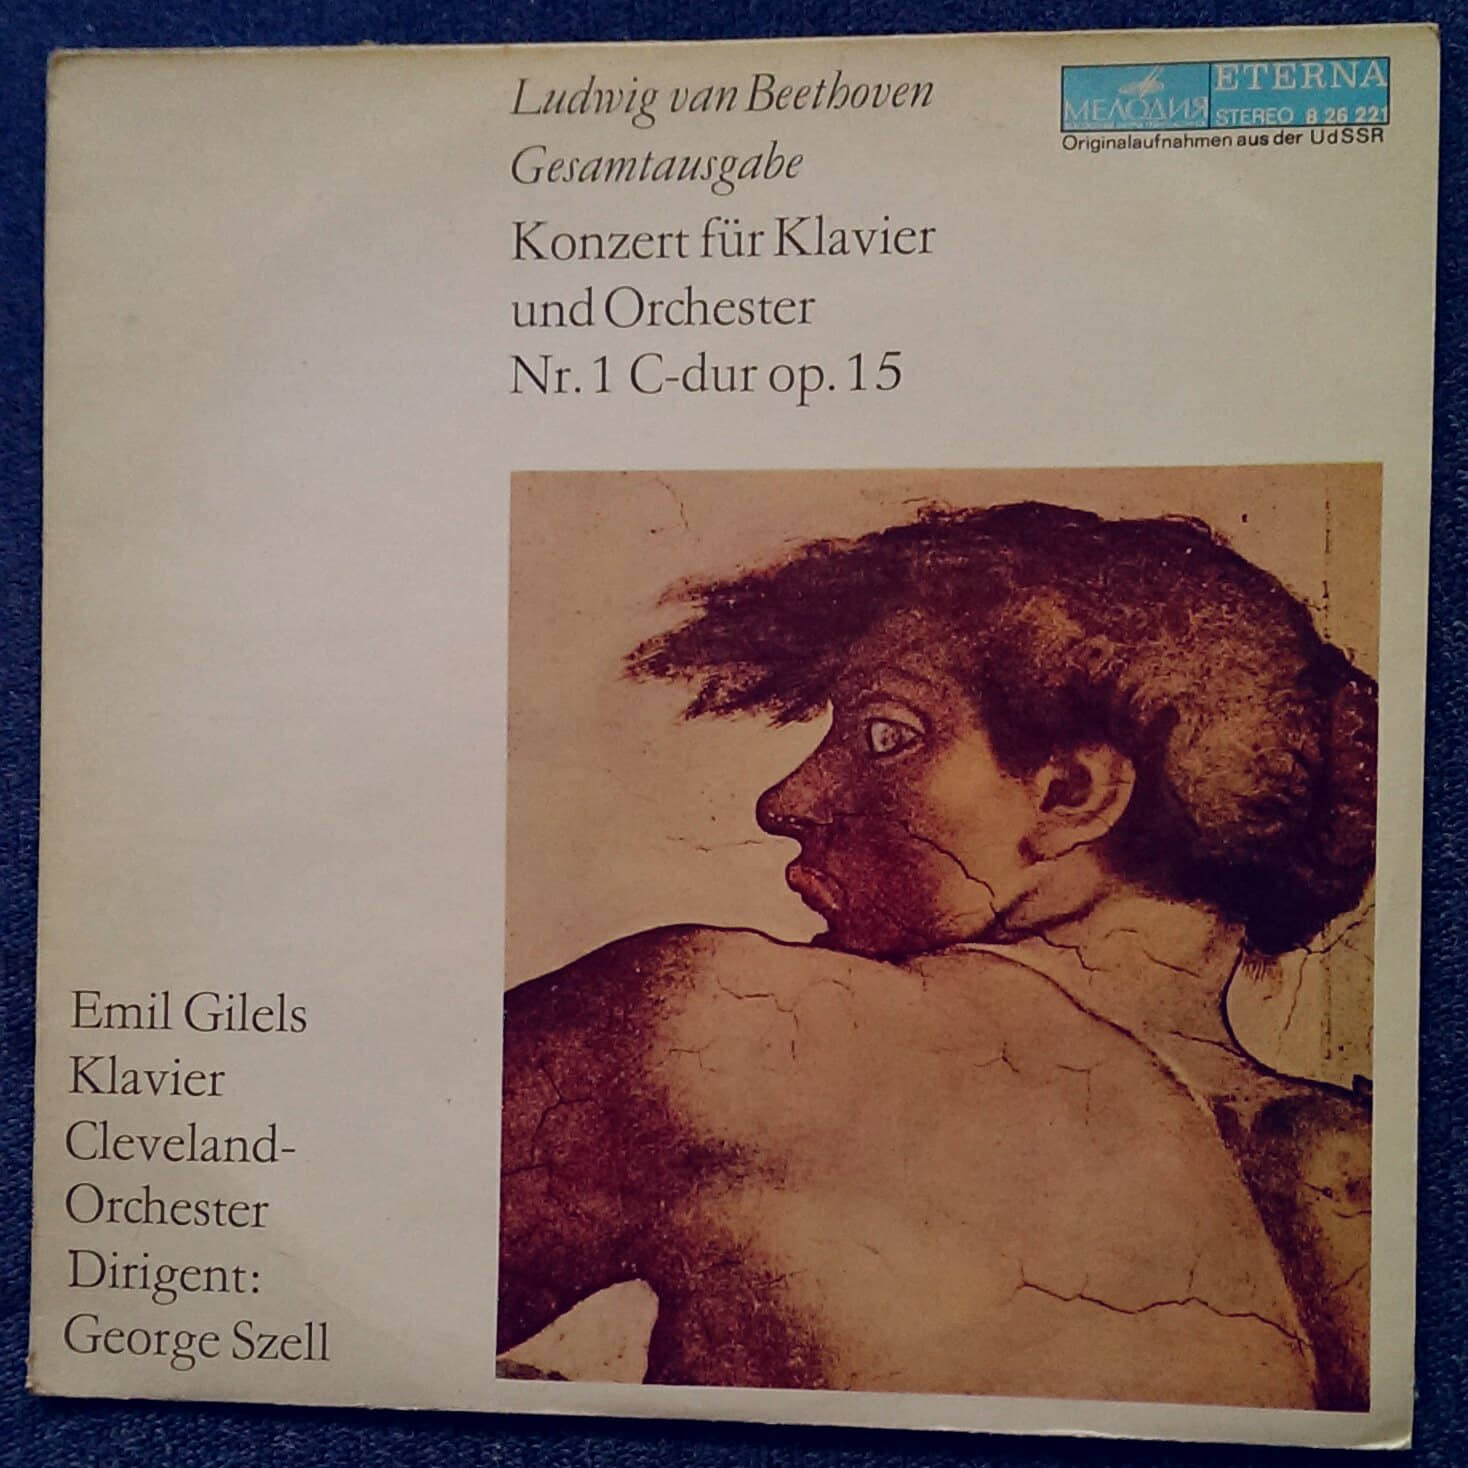 Ludwig van Beethoven
Gesamtausgabe
Konzert für Klavier
und Orchester
Nr. 1 C-dur op. 15
МЕЛОДИЯ
ETERNA
STEREO 8 26 221
Originalaufnahmen aus der UdSSR
Emil Gilels
Klavier
Cleveland-
Orchester
Dirigent:
George Szell